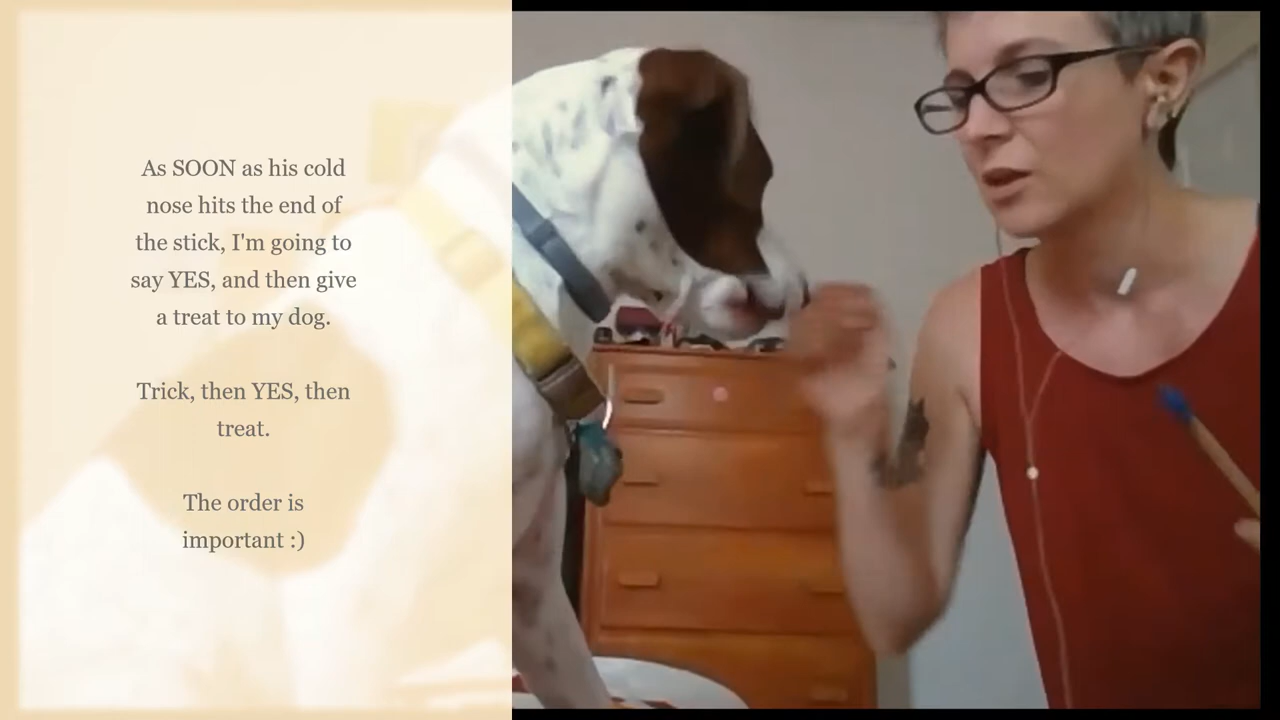 As SOON as his cold
nose hits the end of
the stick, I'm going to
say YES, and then give
a treat to my dog.
Trick, then YES, then
treat.
The order is
important :)